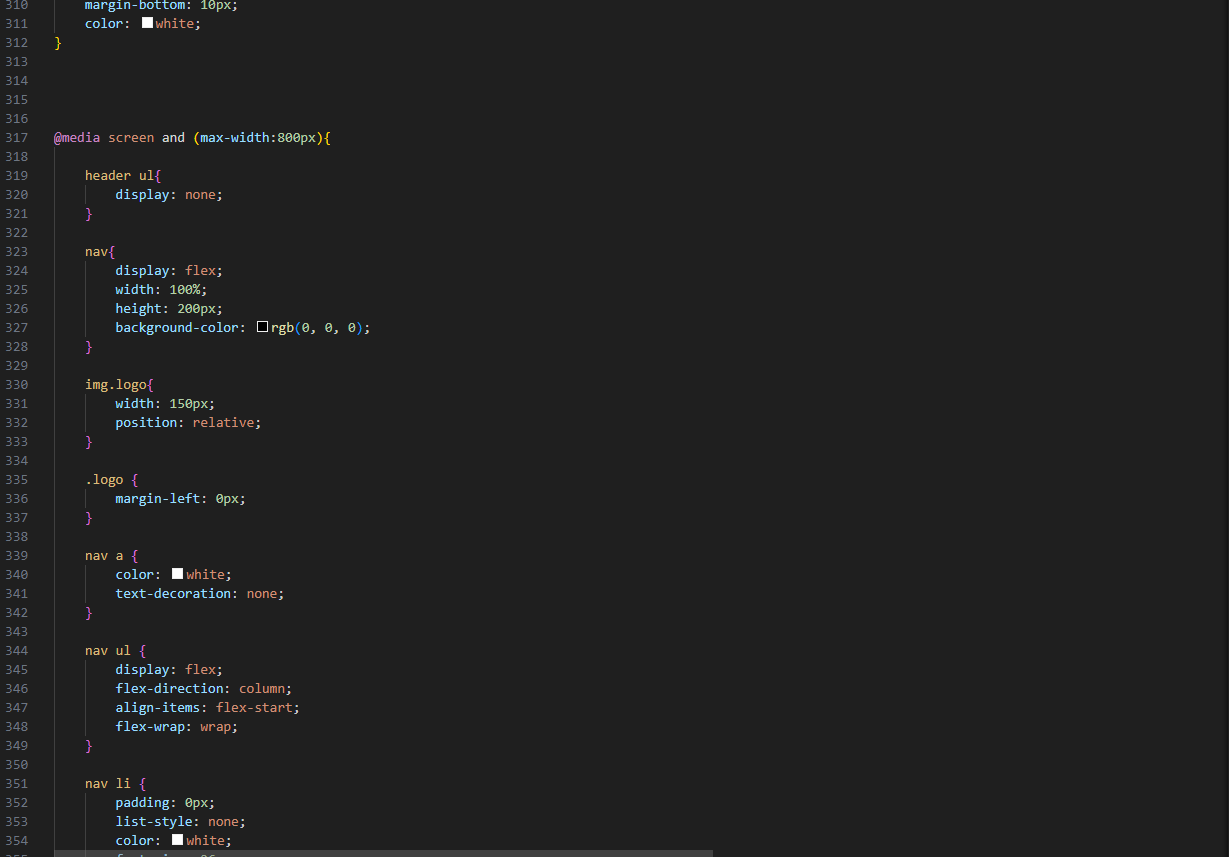 310 margin-bottom: 10px;
311 color: white;
312 }
313
314
315
316
317 @media screen and (max-width:800px){
318
319 header ul{
320 display: none;
321 }
322
323 nav{
324 display: flex;
325 width: 100%;
326 height: 200px;
327 background-color: rgb(0, 0, 0);
328 }
329
330 img.logo{
331 width: 150px;
332 position: relative;
333 }
334
335 .logo {
336 margin-left: 0px;
337 }
338
339 nav a {
340 color: white;
341 text-decoration: none;
342 }
343
344 nav ul {
345 display: flex;
346 flex-direction: column;
347 align-items: flex-start;
348 flex-wrap: wrap;
349 }
350
351 nav li {
352 padding: 0px;
353 list-style: none;
354 color: white;